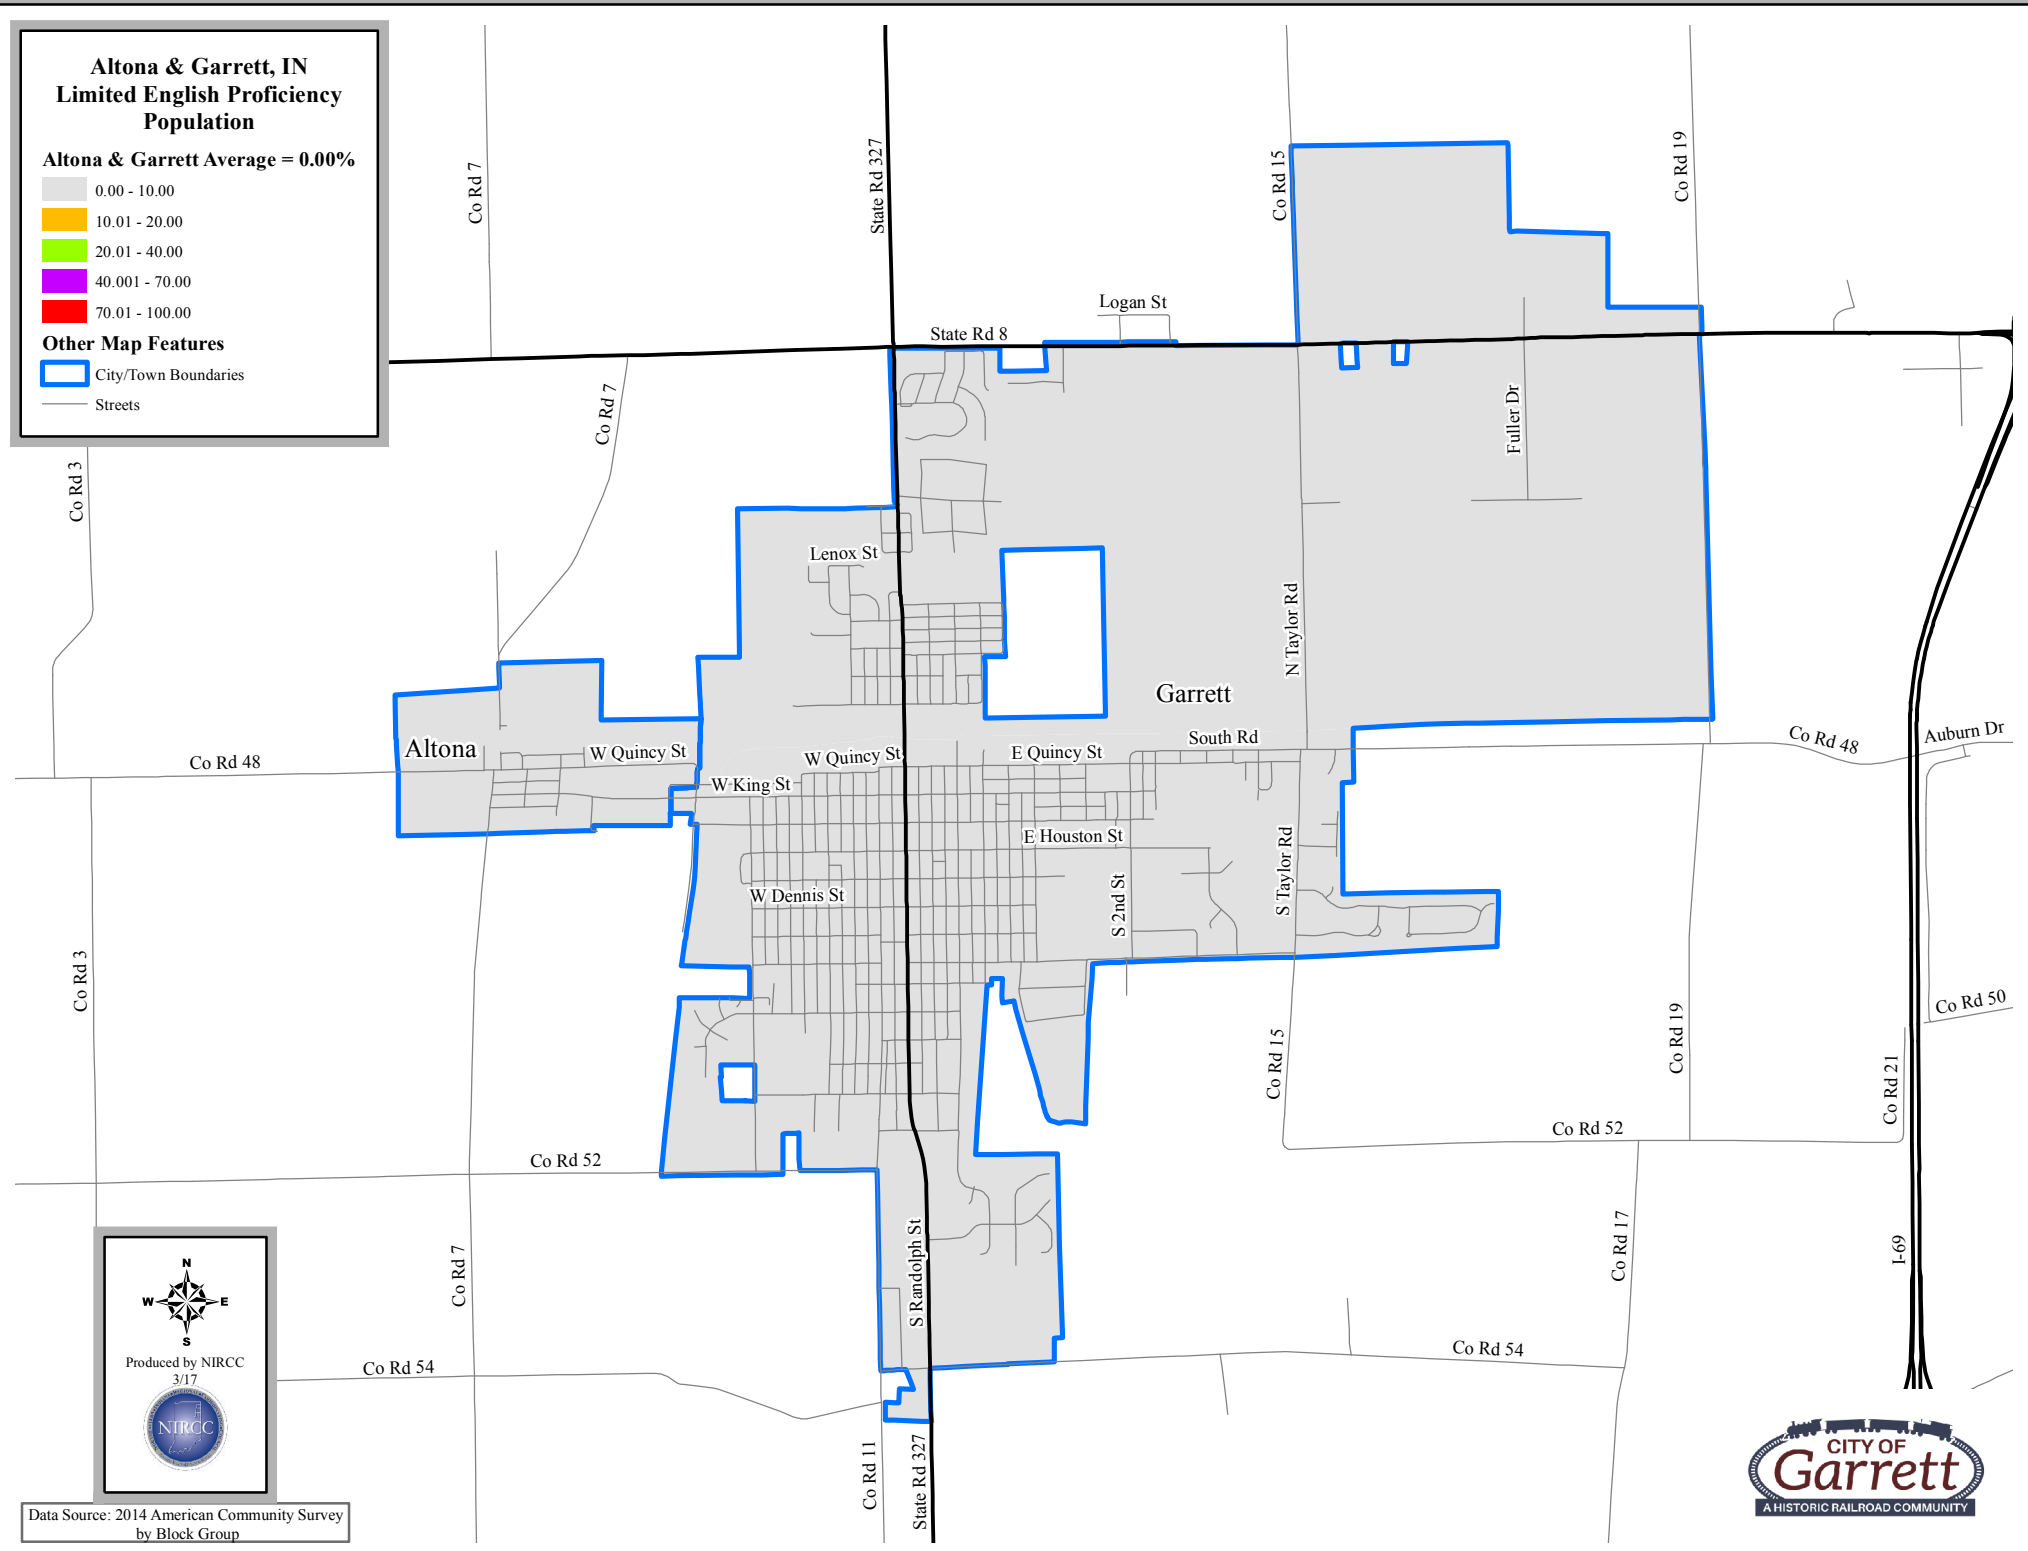 Altona & Garrett, IN
Limited English Proficiency
Population
Altona & Garrett Average = 0.00%
0.00 - 10.00
10.01 - 20.00
20.01 - 40.00
40.001 - 70.00
70.01 - 100.00
Other Map Features
City/Town Boundaries
Streets
Co Rd 7
State Rd 327
Co Rd 15
Co Rd 19
Logan St
State Rd 8
Co Rd 7
Fuller Dr
Co Rd 3
Lenox St
N Taylor Rd
Garrett
Altona
W Quincy St
W Quincy St
E Quincy St
South Rd
Co Rd 48
Auburn Dr
Co Rd 48
W King St
E Houston St
S Taylor Rd
W Dennis St
S 2nd St
Co Rd 3
Co Rd 50
Co Rd 15
Co Rd 19
Co Rd 21
Co Rd 52
Co Rd 52
S Randolph St
Co Rd 17
I-69
Co Rd 7
N
W E
S
Produced by NIRCC
3/17
NIRCC
Co Rd 54
Co Rd 54
Co Rd 11
State Rd 327
CITY OF
Garrett
A HISTORIC RAILROAD COMMUNITY
Data Source: 2014 American Community Survey
by Block Group